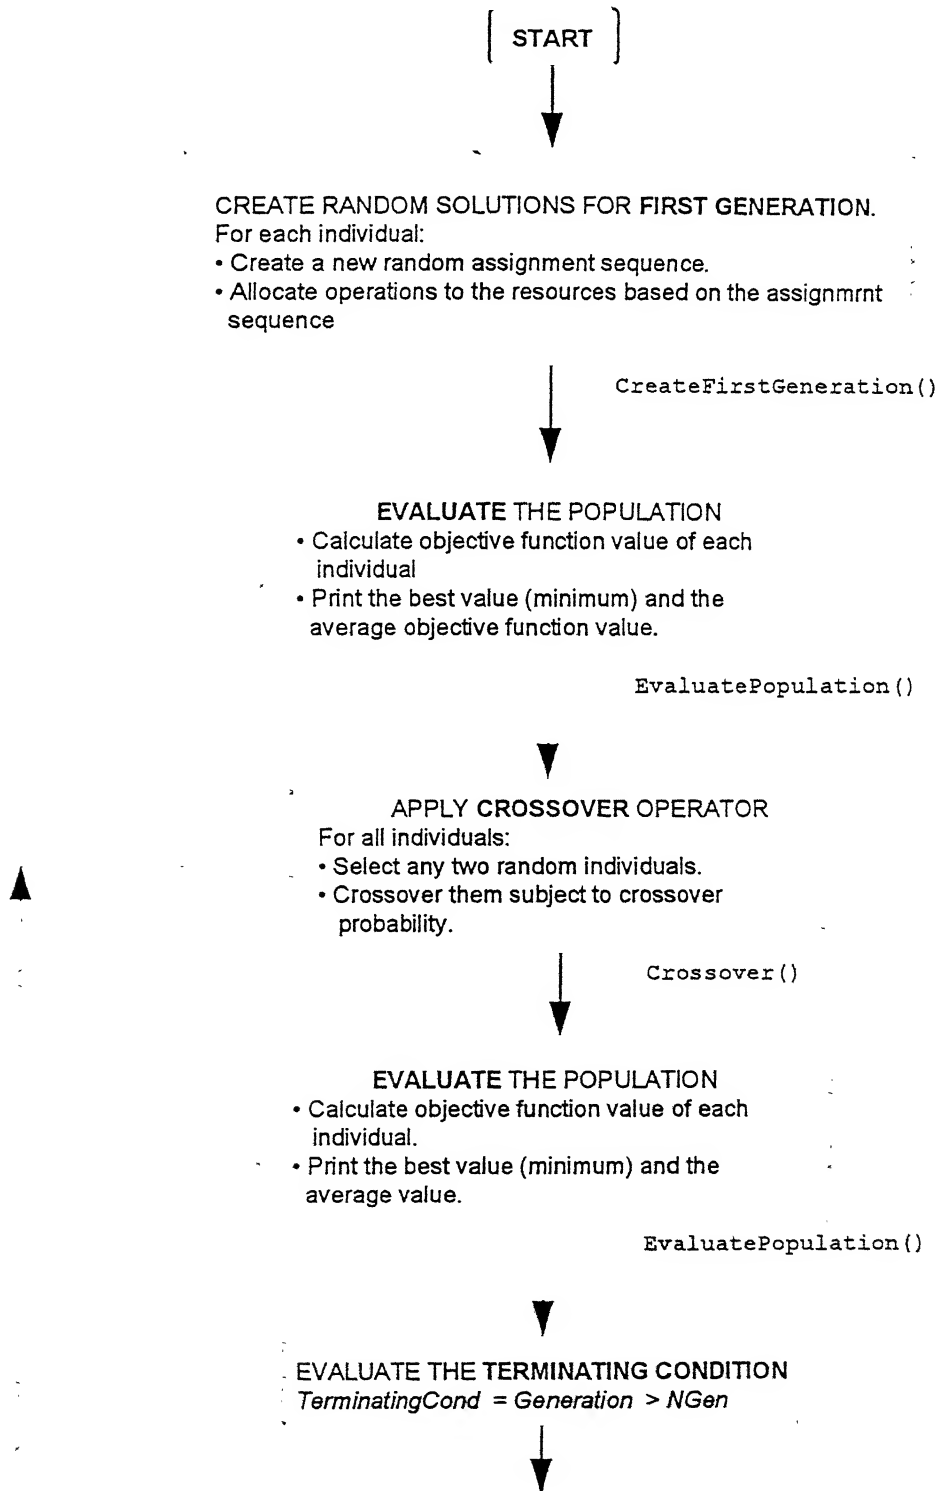 START
CREATE RANDOM SOLUTIONS FOR FIRST GENERATION.
For each individual:
• Create a new random assignment sequence.
• Allocate operations to the resources based on the assignmrnt
sequence
CreateFirstGeneration()
EVALUATE THE POPULATION
• Calculate objective function value of each
individual
• Print the best value (minimum) and the
average objective function value.
EvaluatePopulation()
APPLY CROSSOVER OPERATOR
For all individuals:
• Select any two random individuals.
• Crossover them subject to crossover
probability.
Crossover()
EVALUATE THE POPULATION
• Calculate objective function value of each
individual.
• Print the best value (minimum) and the
average value.
EvaluatePopulation()
EVALUATE THE TERMINATING CONDITION
TerminatingCond = Generation > NGen